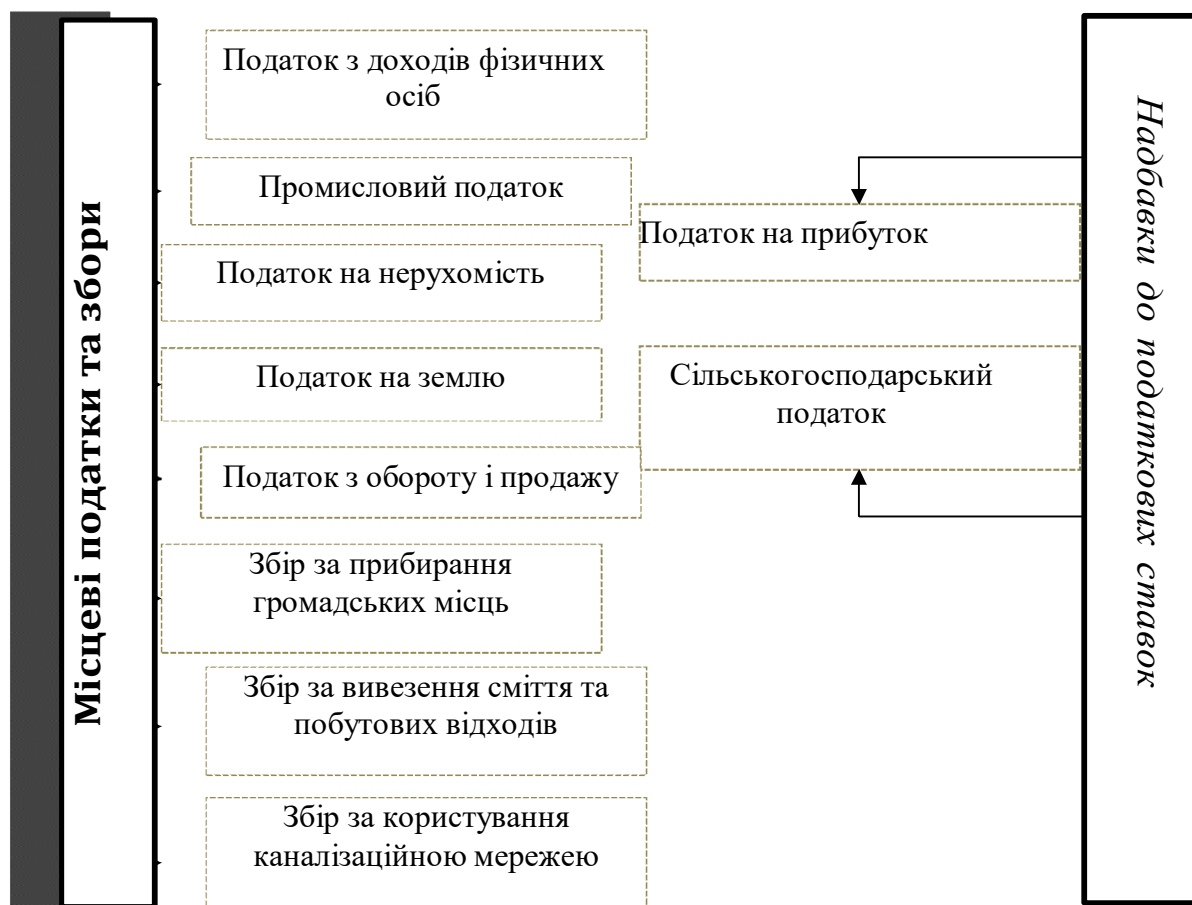 Місцеві податки та збори
Податок з доходів фізичних
осіб
Промисловий податок
Податок на нерухомість
Податок на землю
Податок з обороту і продажу
Збір за прибирання
громадських місць
Збір за вивезення сміття та
побутових відходів
Збір за користування
каналізаційною мережею
Податок на прибуток
Сільськогосподарський
податок
Надбавки до податкових ставок